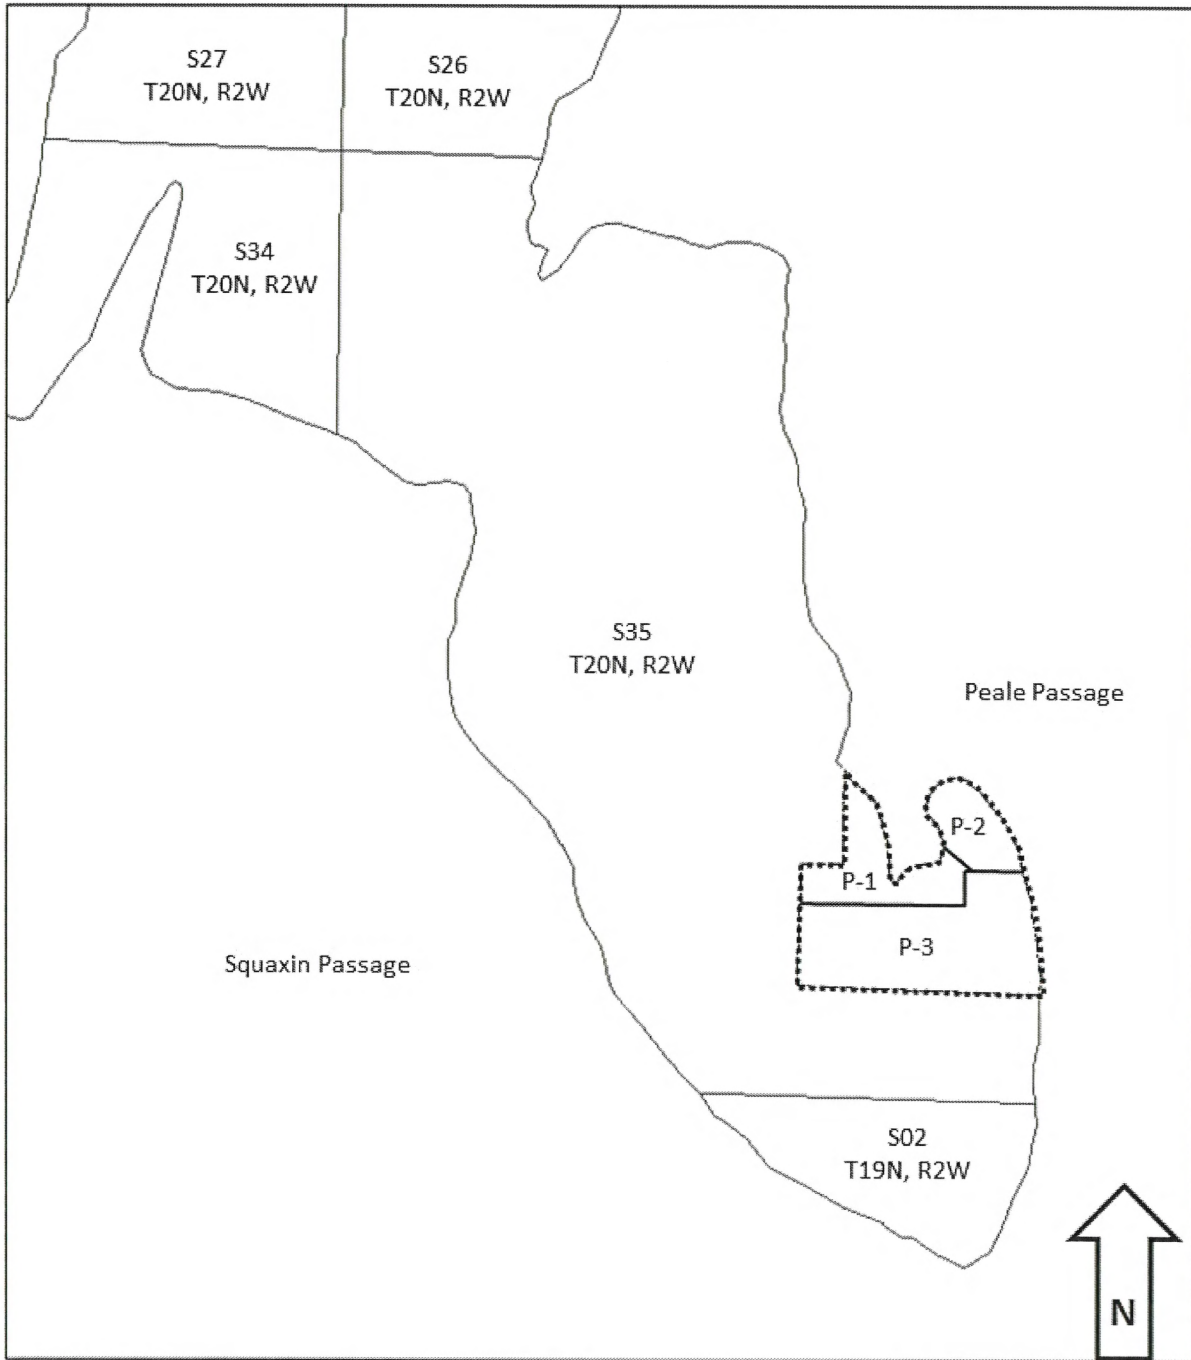 S27
T20N, R2W
S26
T20N, R2W
S34
T20N, R2W
S35
T20N, R2W
Peale Passage
P-2
P-1
P-3
Squaxin Passage
S02
T19N, R2W
N